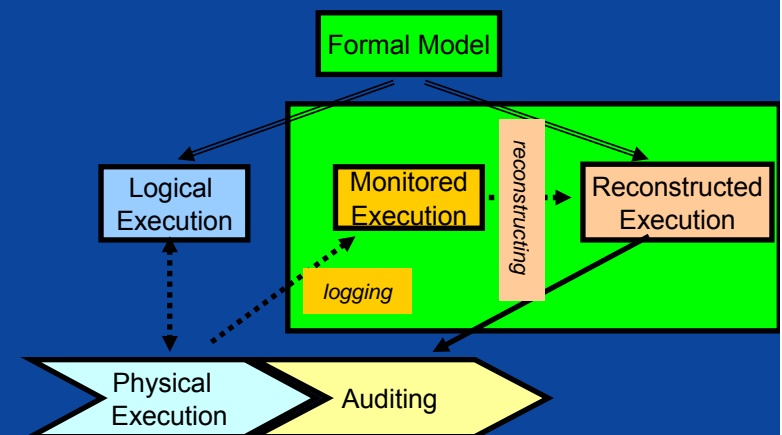 Formal Model
Logical
Execution
Monitored
Execution
reconstructing
Reconstructed
Execution
logging
Physical
Execution
Auditing